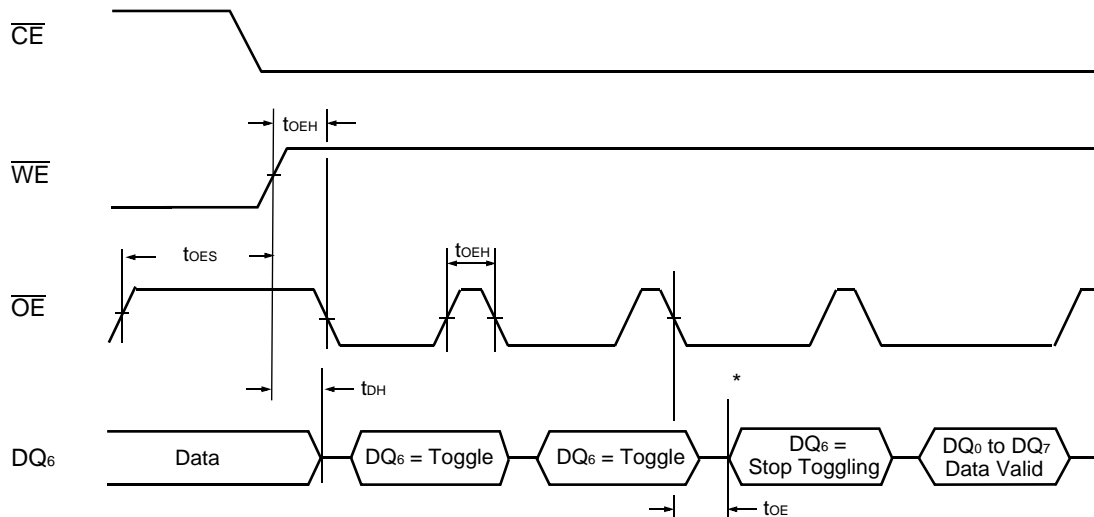 CE
tOEH
WE
tOES
tOEH
OE
tDH
*
DQ6
Data
DQ6 = Toggle
DQ6 = Toggle
DQ6 =
Stop Toggling
DQ0 to DQ7
Data Valid
tOE